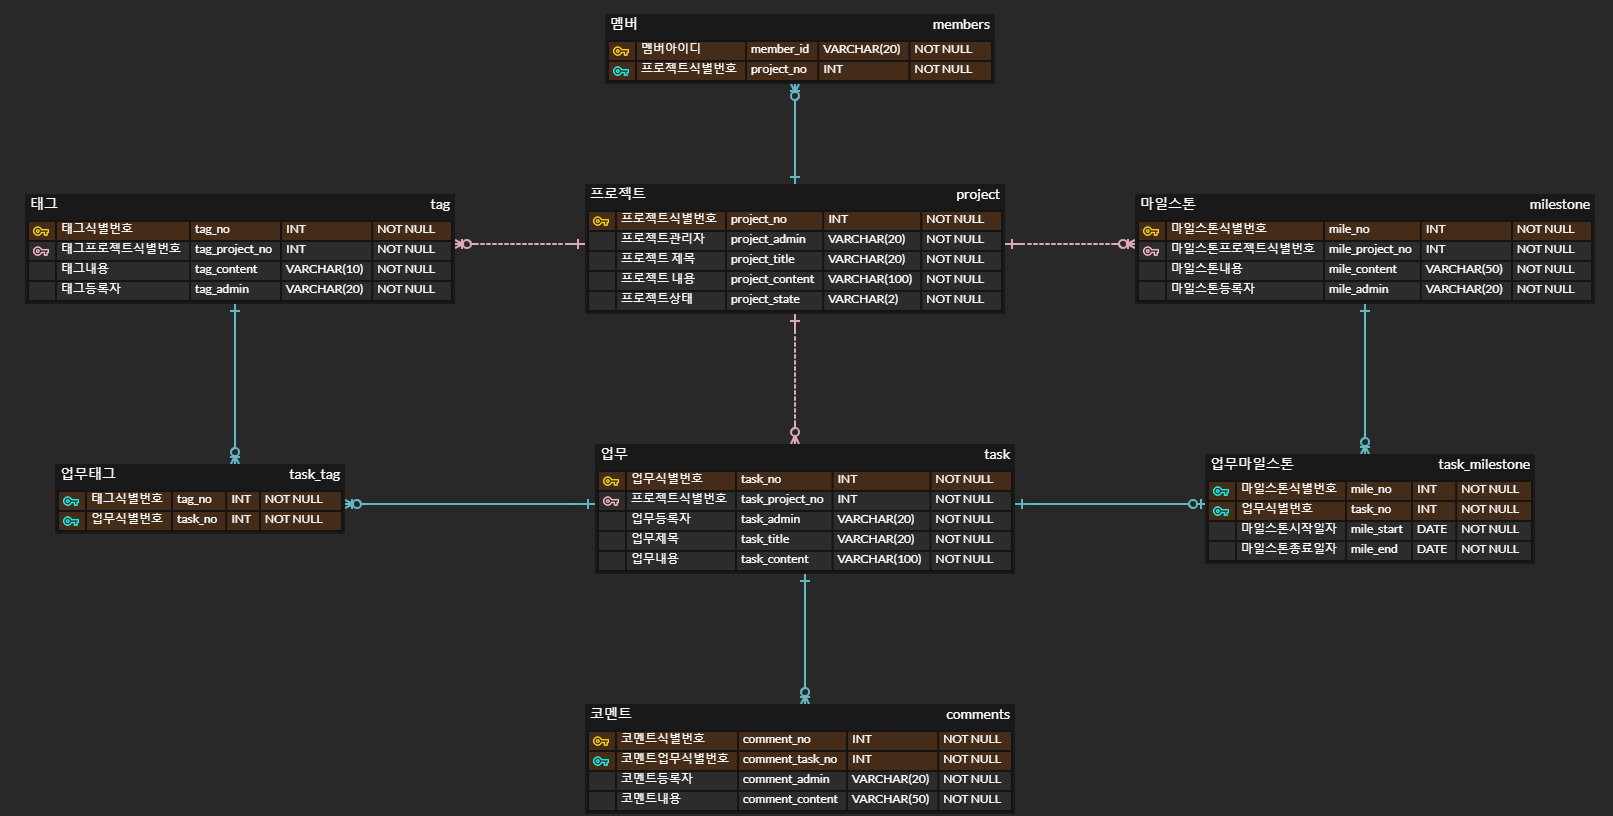 멤버 members
멤버아이디 member_id VARCHAR(20) NOT NULL
프로젝트식별번호 project_no INT NOT NULL
태그 tag
태그식별번호 tag_no INT NOT NULL
태그프로젝트식별번호 tag_project_no INT NOT NULL
태그내용 tag_content VARCHAR(10) NOT NULL
태그등록자 tag_admin VARCHAR(20) NOT NULL
프로젝트 project
프로젝트식별번호 project_no INT NOT NULL
프로젝트관리자 project_admin VARCHAR(20) NOT NULL
프로젝트 제목 project_title VARCHAR(20) NOT NULL
프로젝트 내용 project_content VARCHAR(100) NOT NULL
프로젝트상태 project_state VARCHAR(2) NOT NULL
마일스톤 milestone
마일스톤식별번호 mile_no INT NOT NULL
마일스톤프로젝트식별번호 mile_project_no INT NOT NULL
마일스톤내용 mile_content VARCHAR(50) NOT NULL
마일스톤등록자 mile_admin VARCHAR(20) NOT NULL
업무태그 task_tag
태그식별번호 tag_no INT NOT NULL
업무식별번호 task_no INT NOT NULL
업무 task
업무식별번호 task_no INT NOT NULL
프로젝트식별번호 task_project_no INT NOT NULL
업무등록자 task_admin VARCHAR(20) NOT NULL
업무제목 task_title VARCHAR(20) NOT NULL
업무내용 task_content VARCHAR(100) NOT NULL
업무마일스톤 task_milestone
마일스톤식별번호 mile_no INT NOT NULL
업무식별번호 task_no INT NOT NULL
마일스톤시작일자 mile_start DATE NOT NULL
마일스톤종료일자 mile_end DATE NOT NULL
코멘트 comments
코멘트식별번호 comment_no INT NOT NULL
코멘트업무식별번호 comment_task_no INT NOT NULL
코멘트등록자 comment_admin VARCHAR(20) NOT NULL
코멘트내용 comment_content VARCHAR(50) NOT NULL